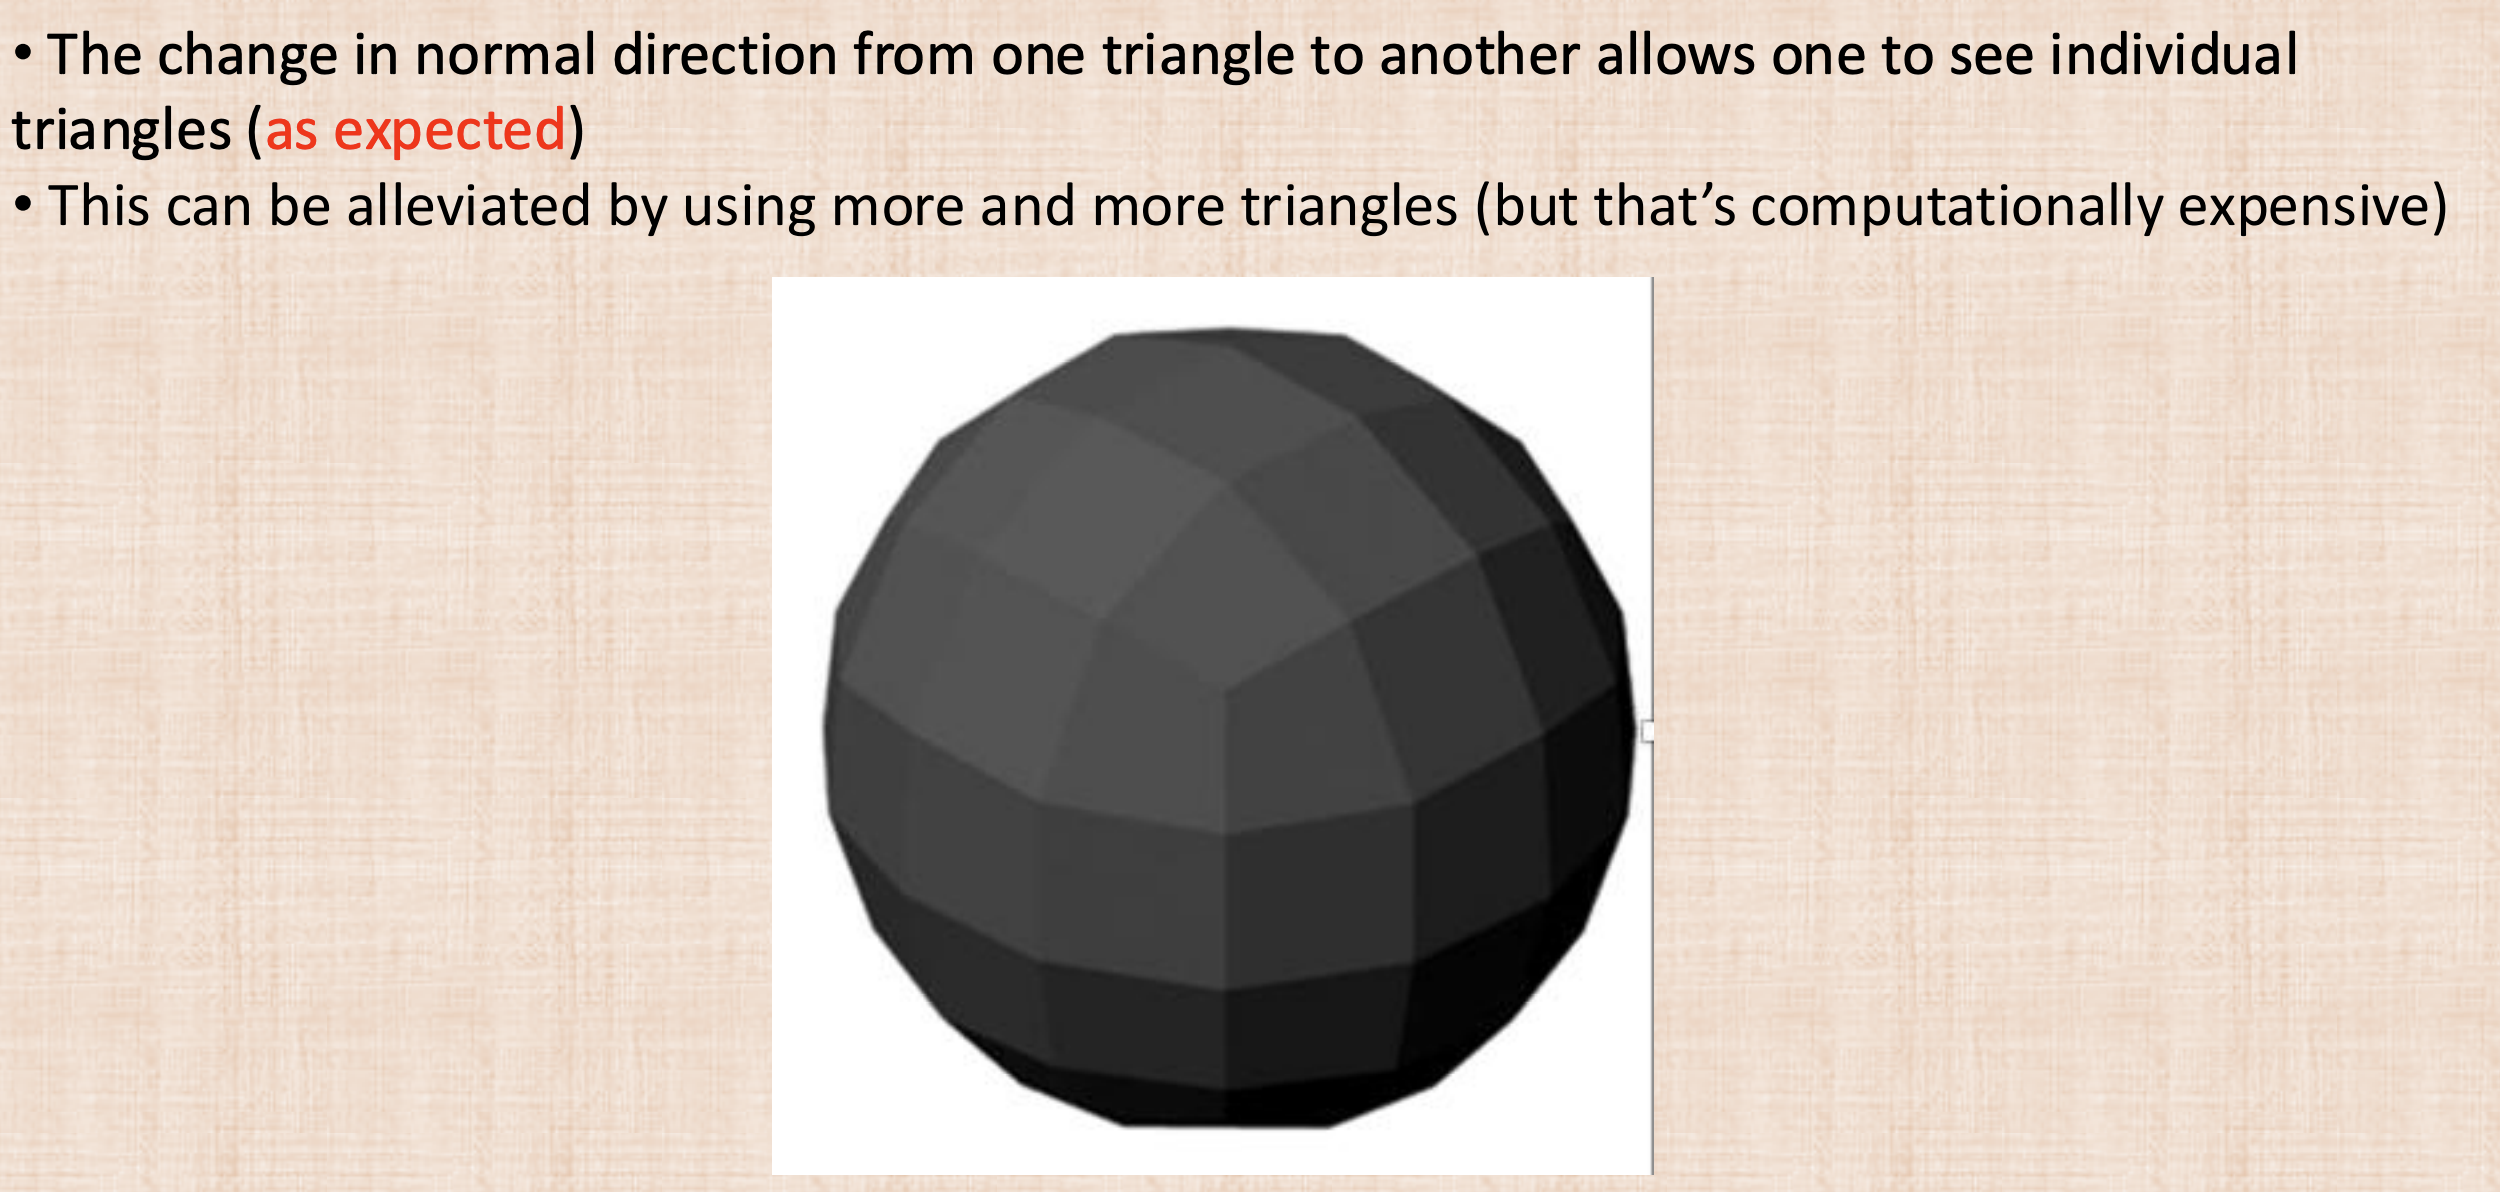 • The change in normal direction from one triangle to another allows one to see individual
triangles (as expected)
• This can be alleviated by using more and more triangles (but that’s computationally expensive)